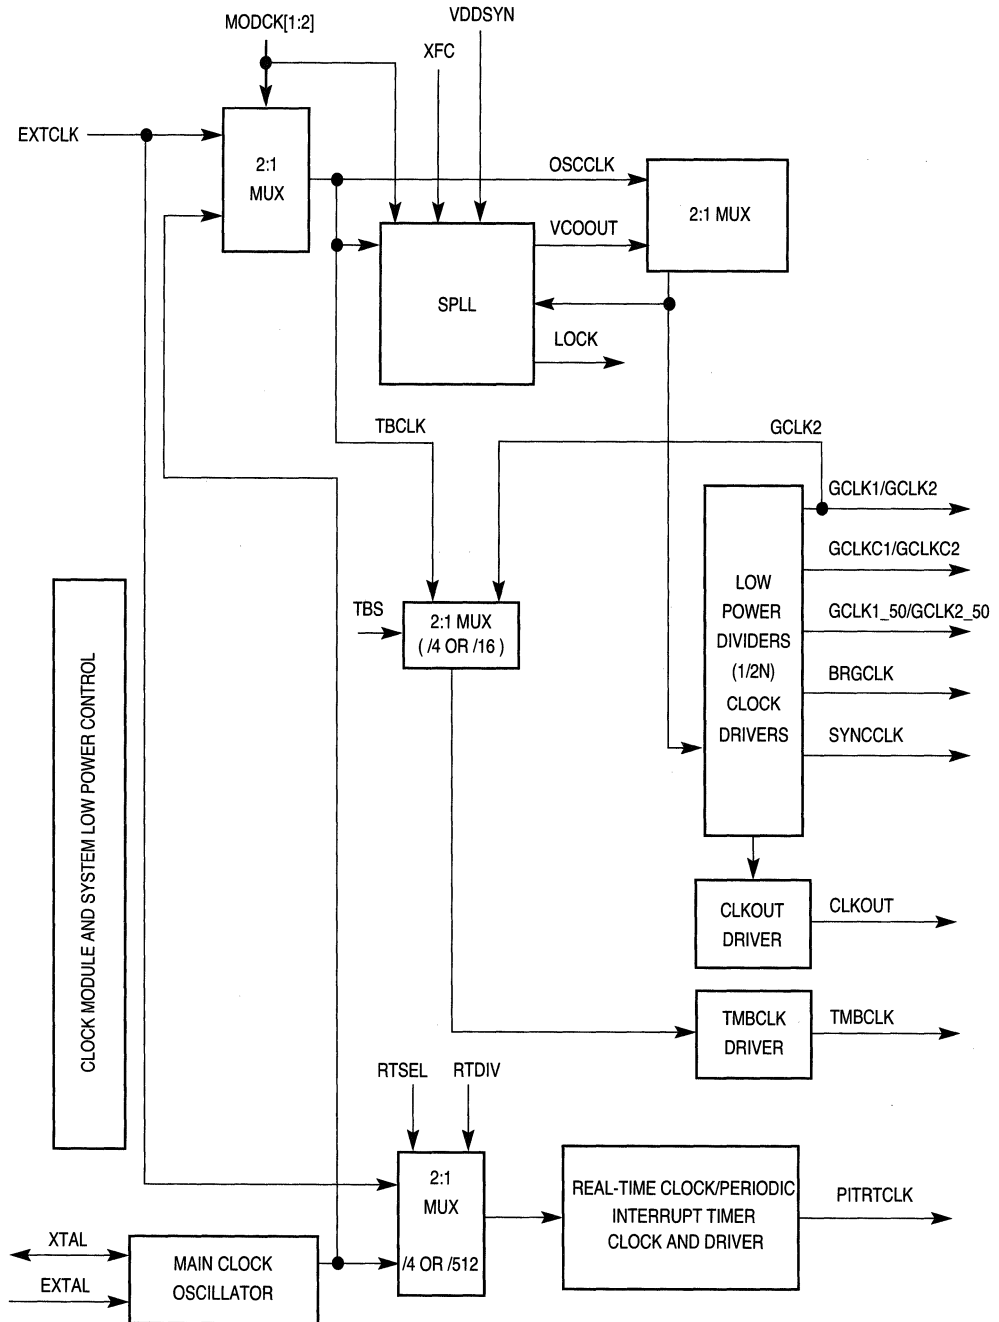 VDDSYN
MODCK[1:2]
XFC
EXTCLK
2:1
MUX
OSCCLK
2:1 MUX
VCOOUT
SPLL
LOCK
TBCLK
GCLK2
GCLK1/GCLK2
GCLKC1/GCLKC2
GCLK1_50/GCLK2_50
BRGCLK
SYNCCLK
LOW
POWER
DIVIDERS
(1/2N)
CLOCK
DRIVERS
TBS
2:1 MUX
( /4 OR /16 )
CLOCK MODULE AND SYSTEM LOW POWER CONTROL
CLKOUT
DRIVER
CLKOUT
TMBCLK
DRIVER
TMBCLK
RTSEL
RTDIV
2:1
MUX
/4 OR /512
REAL-TIME CLOCK/PERIODIC
INTERRUPT TIMER
CLOCK AND DRIVER
PITRTCLK
XTAL
EXTAL
MAIN CLOCK
OSCILLATOR